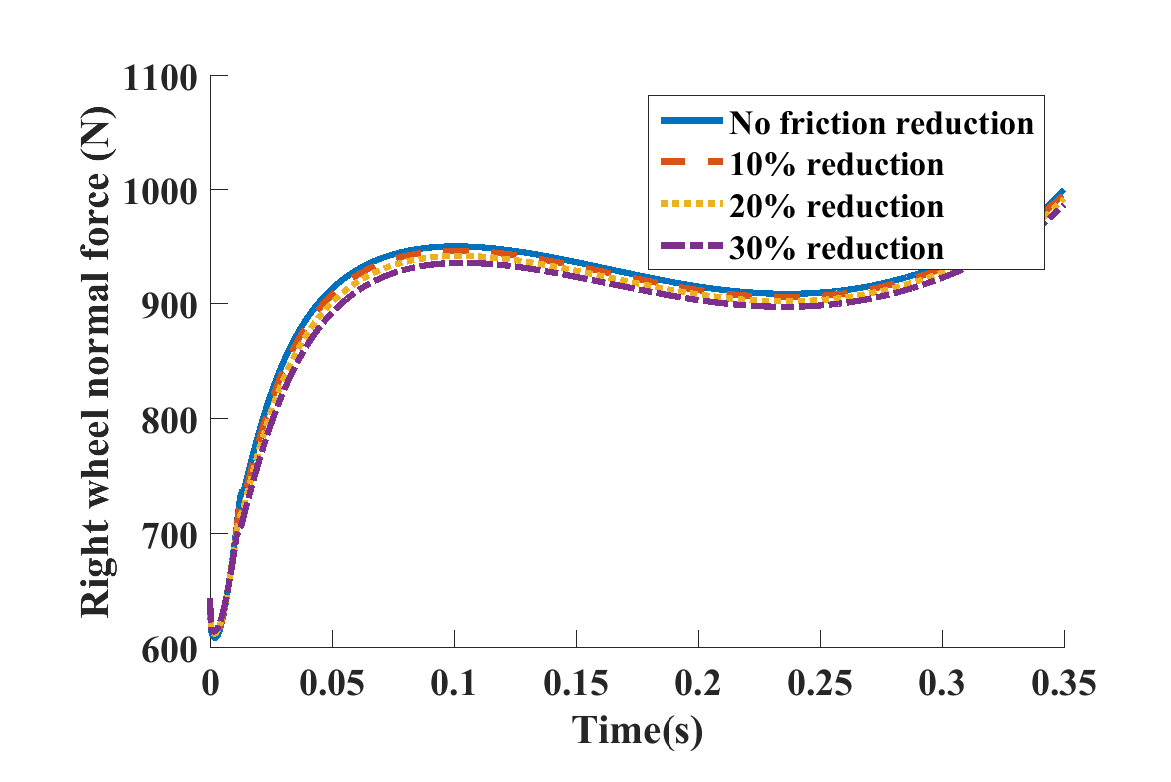 Right wheel normal force (N)
1100
1000
900
800
700
600
No friction reduction
10% reduction
20% reduction
30% reduction
0 0.05 0.1 0.15 0.2 0.25 0.3 0.35
Time(s)